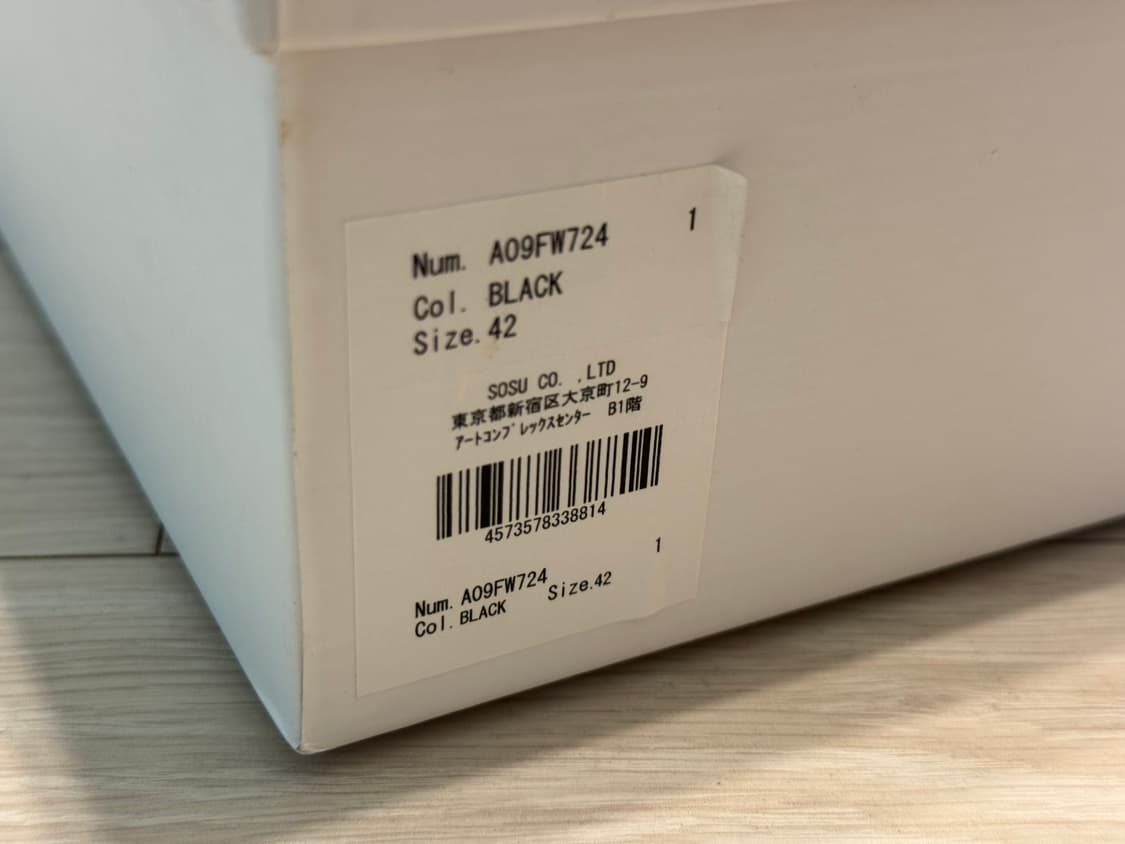 Num. A09FW724 1
Col. BLACK
Size.42
SOSU CO. ,LTD
東京都新宿区大京町12-9
ｱｰﾄｺﾝﾌﾟﾚｯｸｽｾﾝﾀｰ B1階
4573578338814
1
Num. A09FW724 Size.42
Col. BLACK